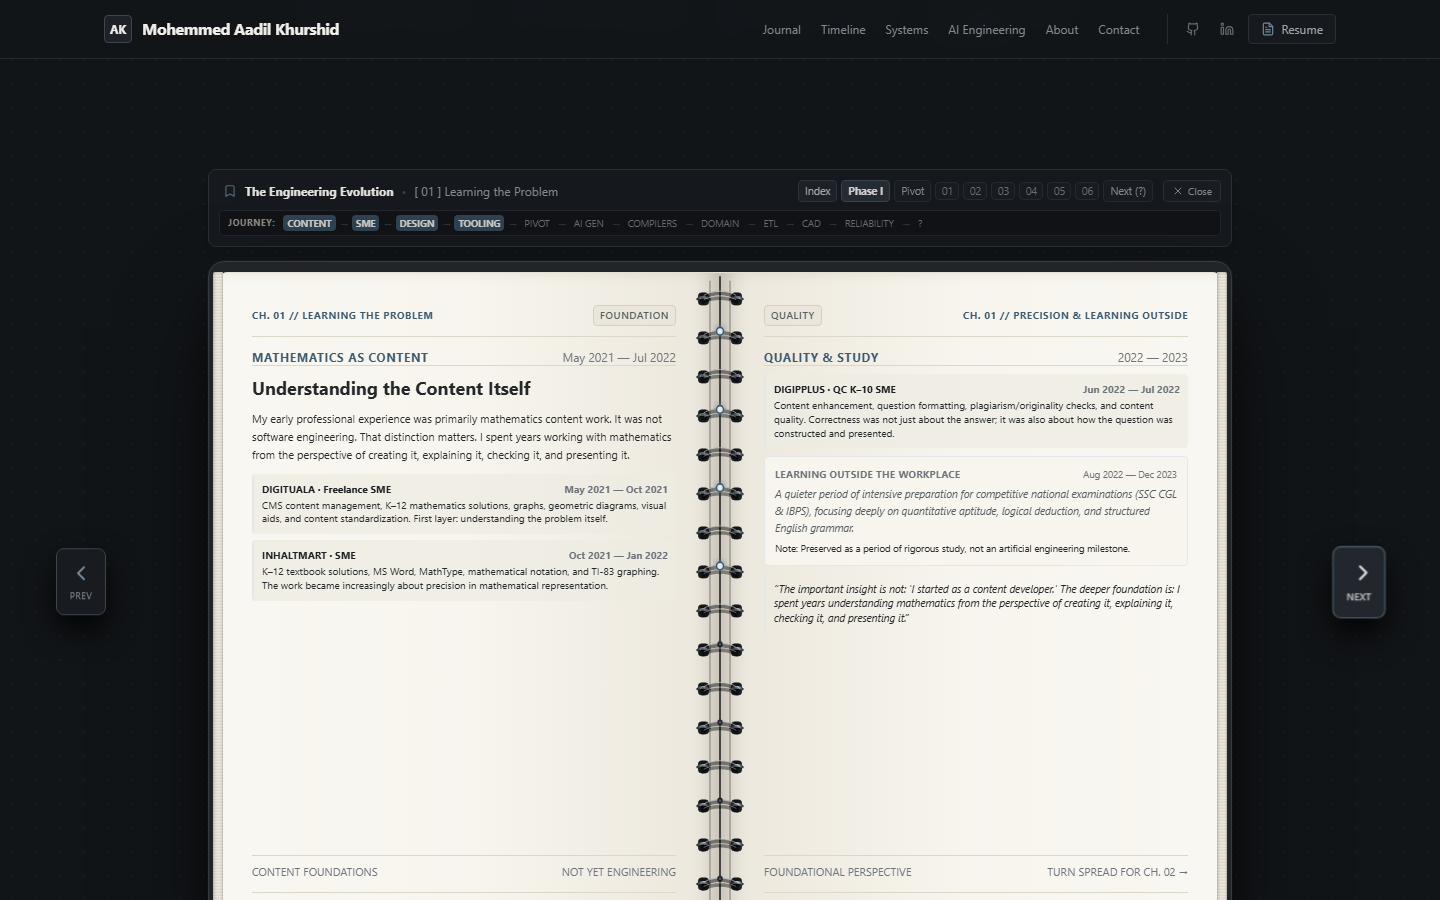 AK Mohemmed Aadil Khurshid Journal Timeline Systems AI Engineering About Contact Resume
The Engineering Evolution • [ 01 ] Learning the Problem Index Phase I Pivot 01 02 03 04 05 06 Next (?) × Close
JOURNEY: CONTENT → SME → DESIGN → TOOLING → PIVOT → AI GEN → COMPILERS → DOMAIN → ETL → CAD → RELIABILITY → ?
CH. 01 // LEARNING THE PROBLEM FOUNDATION
MATHEMATICS AS CONTENT May 2021 — Jul 2022
Understanding the Content Itself
My early professional experience was primarily mathematics content work. It was not
software engineering. That distinction matters. I spent years working with mathematics
from the perspective of creating it, explaining it, checking it, and presenting it.
DIGITUALA · Freelance SME May 2021 — Oct 2021
CMS content management, K–12 mathematics solutions, graphs, geometric diagrams, visual
aids, and content standardization. First layer: understanding the problem itself.
INHALTMART · SME Oct 2021 — Jan 2022
K–12 textbook solutions, MS Word, MathType, mathematical notation, and TI-83 graphing.
The work became increasingly about precision in mathematical representation.
CONTENT FOUNDATIONS NOT YET ENGINEERING
QUALITY CH. 01 // PRECISION & LEARNING OUTSIDE
QUALITY & STUDY 2022 — 2023
DIGIPPLUS · QC K–10 SME Jun 2022 — Jul 2022
Content enhancement, question formatting, plagiarism/originality checks, and content
quality. Correctness was not just about the answer; it was also about how the question was
constructed and presented.
LEARNING OUTSIDE THE WORKPLACE Aug 2022 — Dec 2023
A quieter period of intensive preparation for competitive national examinations (SSC CGL
& IBPS), focusing deeply on quantitative aptitude, logical deduction, and structured
English grammar.
Note: Preserved as a period of rigorous study, not an artificial engineering milestone.
"The important insight is not: 'I started as a content developer.' The deeper foundation is: I
spent years understanding mathematics from the perspective of creating it, explaining it,
checking it, and presenting it."
FOUNDATIONAL PERSPECTIVE TURN SPREAD FOR CH. 02 →
PREV
NEXT